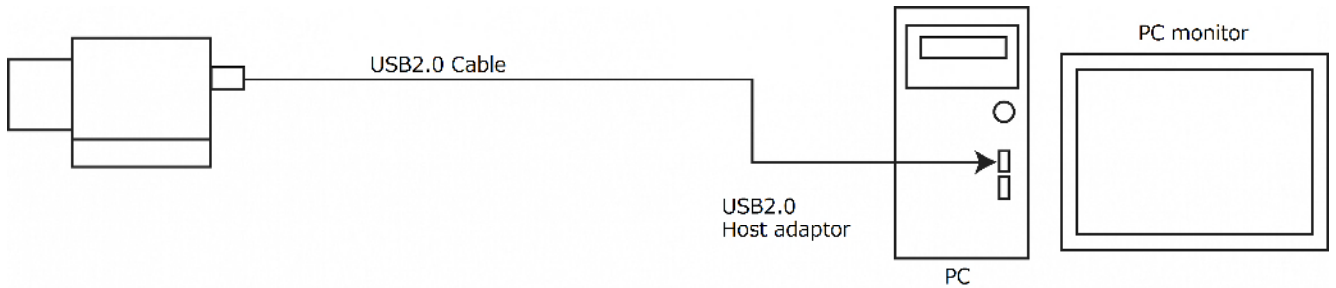 PC monitor
USB2.0 Cable
USB2.0
Host adaptor
PC